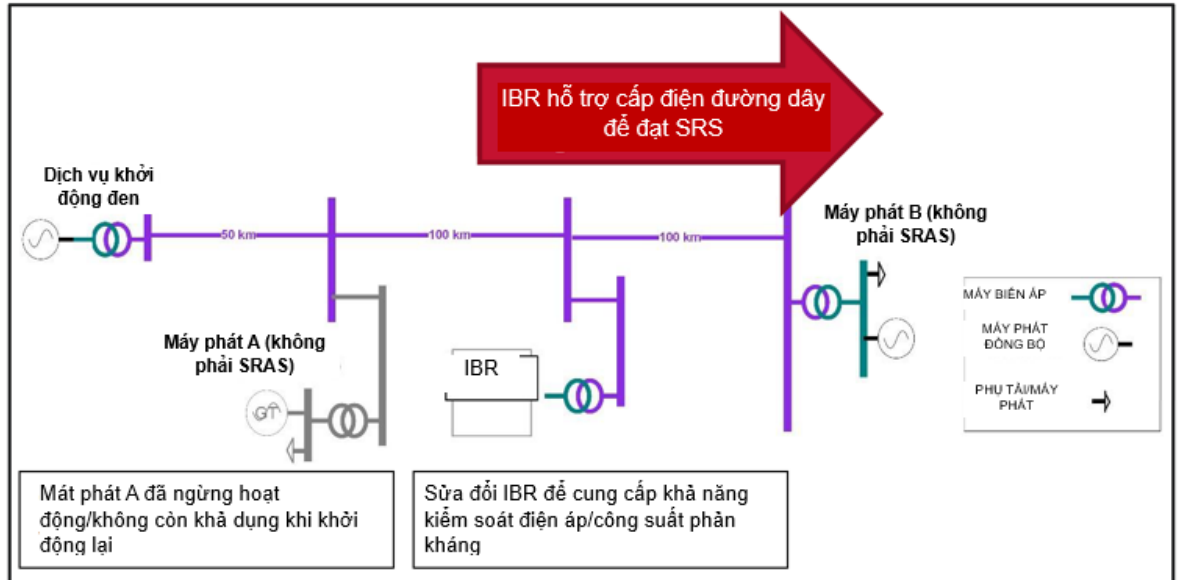 IBR hỗ trợ cấp điện đường dây
để đạt SRS
Dịch vụ khởi
động đen
50 km
100 km
100 km
Máy phát B (không
phải SRAS)
Máy phát A (không
phải SRAS)
IBR
GT
MÁY BIẾN ÁP
MÁY PHÁT
ĐỒNG BỘ
PHỤ TẢI/MÁY
PHÁT
Mát phát A đã ngừng hoạt
động/không còn khả dụng khi khởi
động lại
Sửa đổi IBR để cung cấp khả năng
kiểm soát điện áp/công suất phản
kháng